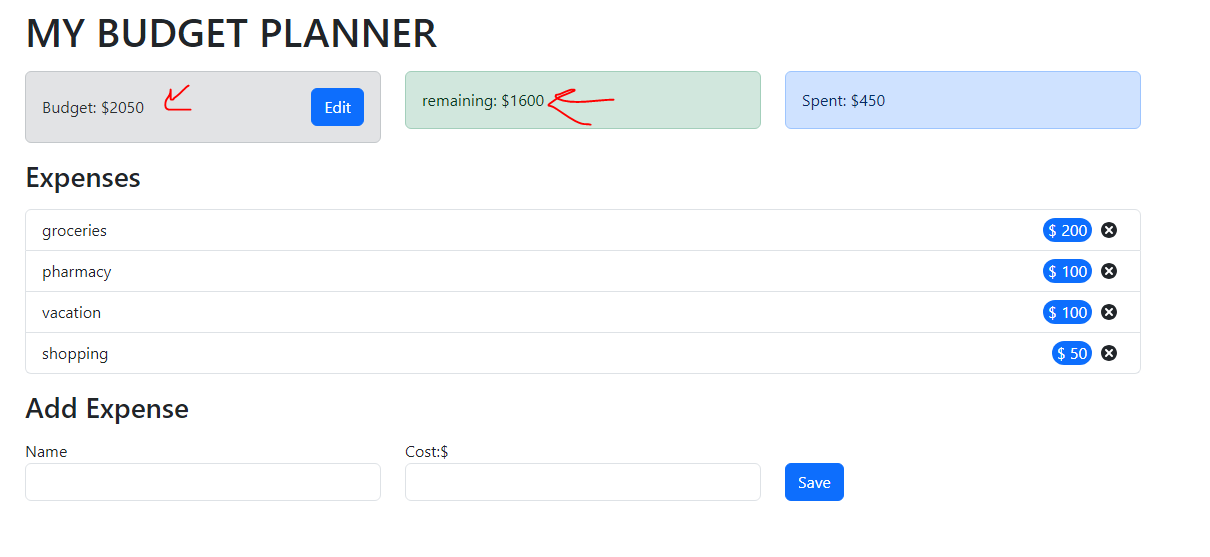 MY BUDGET PLANNER
Budget: $2050 Edit remaining: $1600 Spent: $450
Expenses
groceries $ 200
pharmacy $ 100
vacation $ 100
shopping $ 50
Add Expense
Name Cost:$
Save